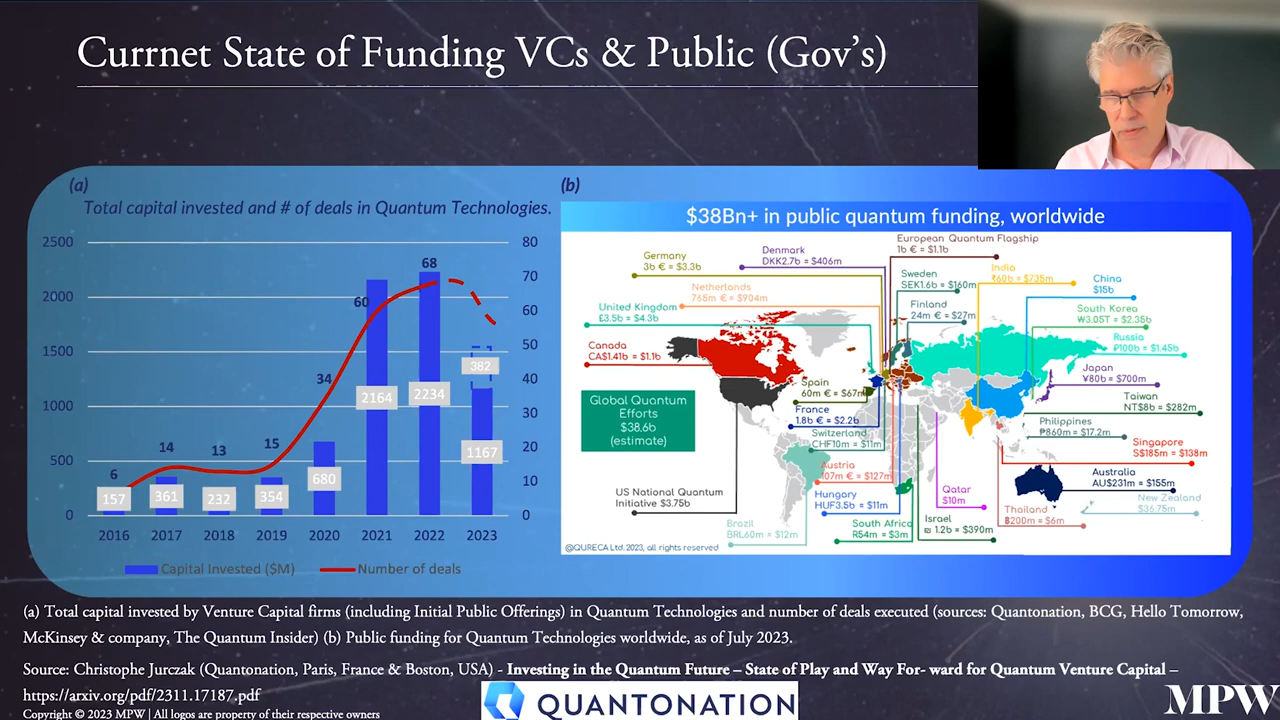 Currnet State of Funding VCs & Public (Gov's)
(a)
Total capital invested and # of deals in Quantum Technologies.
2500
2000
1500
1000
500
0
80
70
60
50
40
30
20
10
0
6
14
13
15
34
60
68
157
361
232
354
680
2164
2234
382
1167
2016 2017 2018 2019 2020 2021 2022 2023
Capital Invested ($M)
Number of deals
(b)
$38Bn+ in public quantum funding, worldwide
Germany
3b € = $3.3b
Denmark
DKK2.7b = $406m
European Quantum Flagship
1b € = $1.1b
Netherlands
765m € = $904m
Sweden
SEK1.6b = $160m
India
₹60b = $735m
China
$15b
United Kingdom
£3.5b = $4.3b
Finland
24m € = $27m
South Korea
₩3.05T = $2.35b
Canada
CA$1.41b = $1.1b
Russia
₽100b = $1.45b
Japan
¥80b = $700m
Spain
60m € = $67m
Taiwan
NT$8b = $282m
Global Quantum
Efforts
$38.6b
(estimate)
France
1.8b € = $2.2b
Philippines
₱860m = $17.2m
Switzerland
CHF10m = $11m
Singapore
S$185m = $138m
Austria
107m € = $127m
Australia
AU$231m = $155m
US National Quantum
Initiative $3.75b
Hungary
HUF3.5b = $11m
Qatar
$10m
New Zealand
$36.75m
Thailand
฿200m = $6m
Brazil
BRL60m = $12m
South Africa
R54m = $3m
Israel
₪ 1.2b = $390m
@QURECA Ltd. 2023, all rights reserved
(a) Total capital invested by Venture Capital firms (including Initial Public Offerings) in Quantum Technologies and number of deals executed (sources: Quantonation, BCG, Hello Tomorrow,
McKinsey & company, The Quantum Insider) (b) Public funding for Quantum Technologies worldwide, as of July 2023.
Source: Christophe Jurczak (Quantonation, Paris, France & Boston, USA) - Investing in the Quantum Future – State of Play and Way For- ward for Quantum Venture Capital –
https://arxiv.org/pdf/2311.17187.pdf
QUANTONATION
MPW
Copyright © 2023 MPW | All logos are property of their respective owners